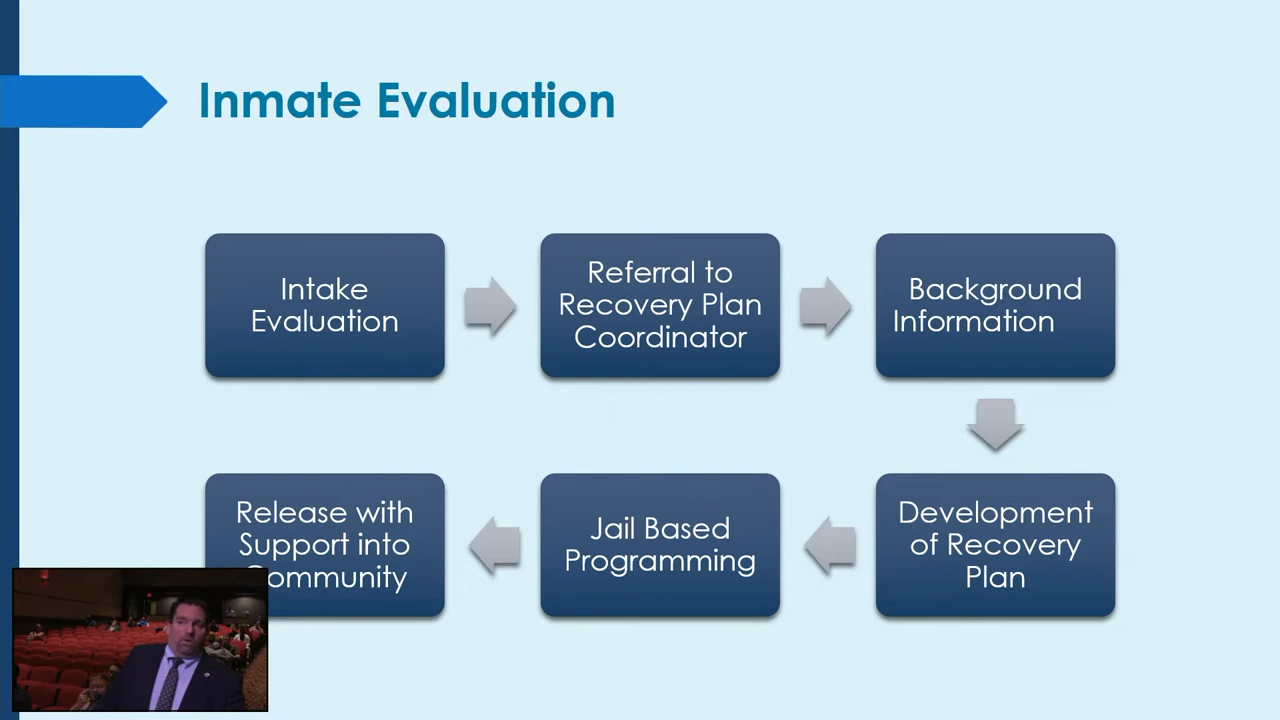 Inmate Evaluation
Intake
Evaluation
Referral to
Recovery Plan
Coordinator
Background
Information
Development
of Recovery
Plan
Jail Based
Programming
Release with
Support into
Community